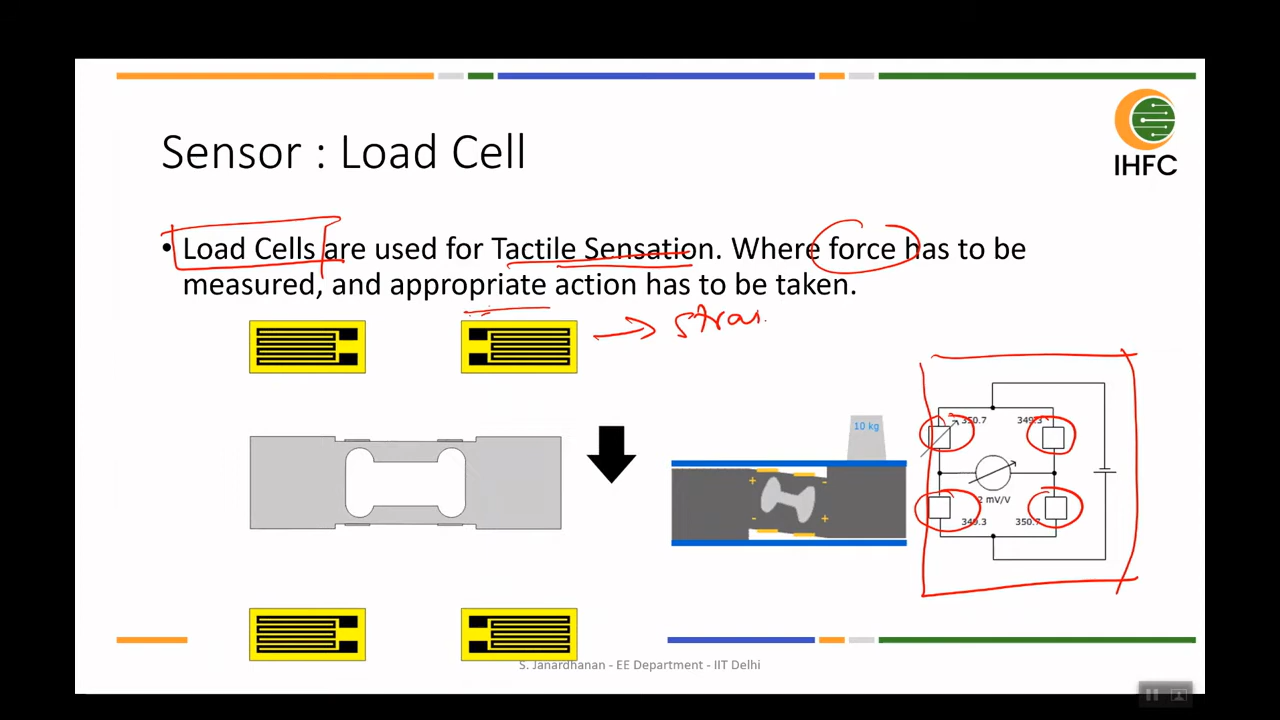 IHFC
Sensor : Load Cell
• Load Cells are used for Tactile Sensation. Where force has to be
measured, and appropriate action has to be taken.
10 kg
350.7
349.3
2 mV/V
349.3
350.7
S. Janardhanan - EE Department - IIT Delhi